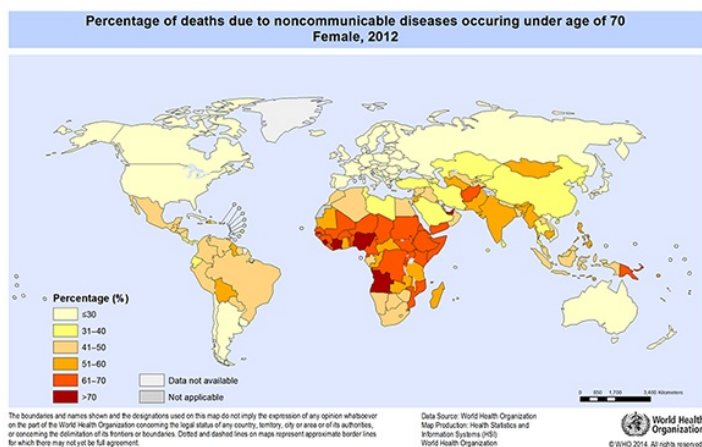 Percentage of deaths due to noncommunicable diseases occuring under age of 70
Female, 2012
Percentage (%)
≤30
31–40
41–50
51–60
61–70
>70
Data not available
Not applicable
0 850 1,700 3,400 Kilometers
The boundaries and names shown and the designations used on this map do not imply the expression of any opinion whatsoever
on the part of the World Health Organization concerning the legal status of any country, territory, city or area or of its authorities,
or concerning the delimitation of its frontiers or boundaries. Dotted and dashed lines on maps represent approximate border lines
for which there may not yet be full agreement.
Data Source: World Health Organization
Map Production: Health Statistics and
Information Systems (HSI)
World Health Organization
World Health
Organization
© WHO 2014. All rights reserved.